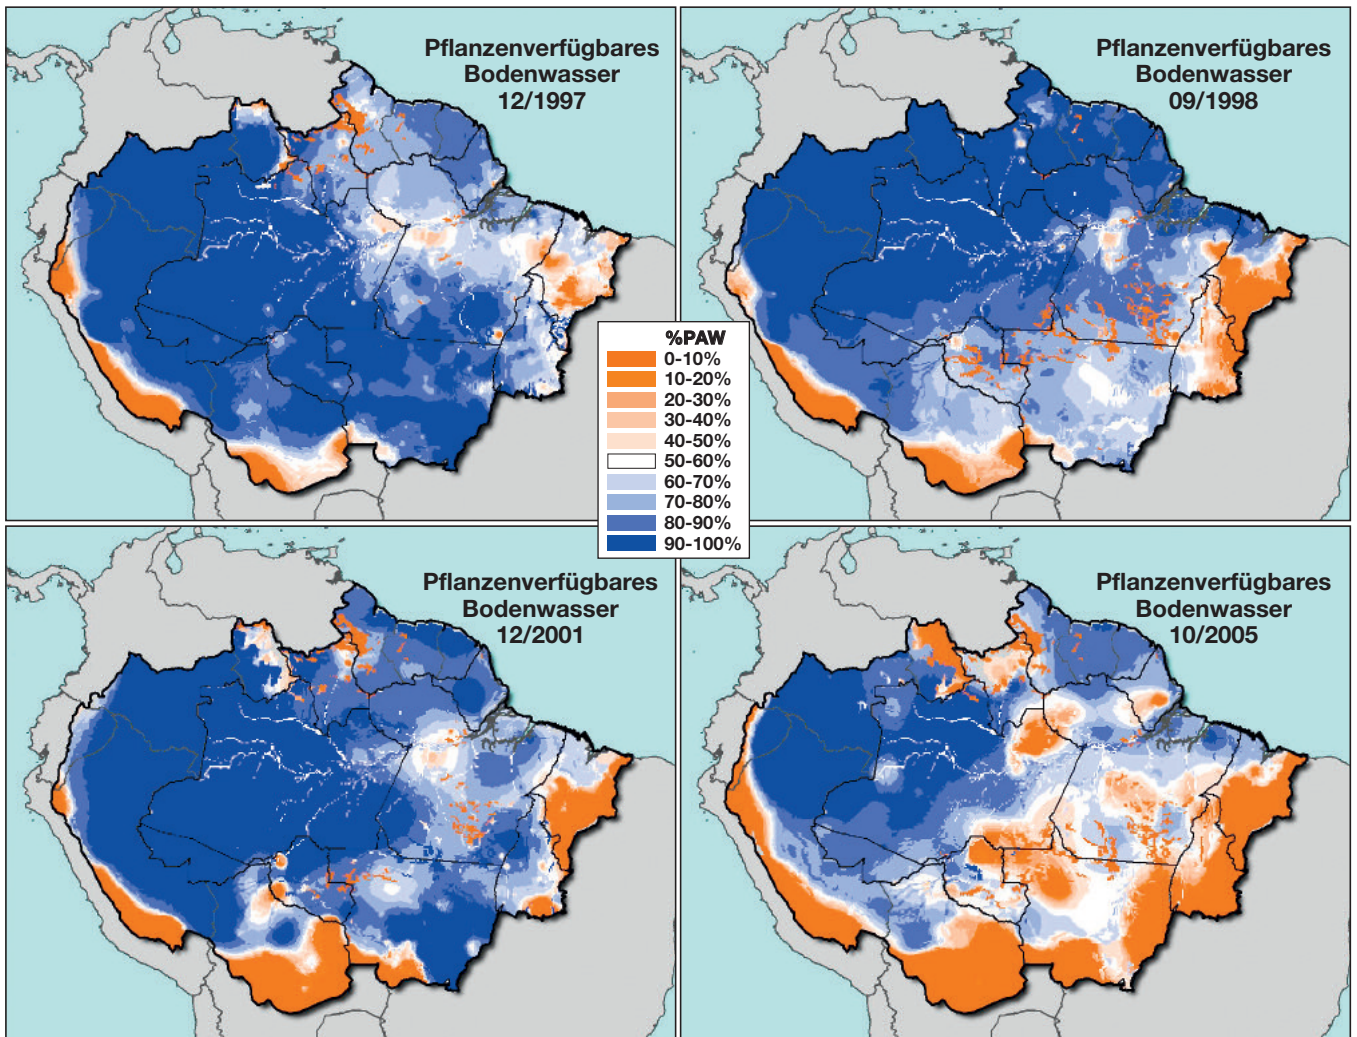 Pflanzenverfügbares
Bodenwasser
12/1997
Pflanzenverfügbares
Bodenwasser
09/1998
%PAW
0-10%
10-20%
20-30%
30-40%
40-50%
50-60%
60-70%
70-80%
80-90%
90-100%
Pflanzenverfügbares
Bodenwasser
12/2001
Pflanzenverfügbares
Bodenwasser
10/2005